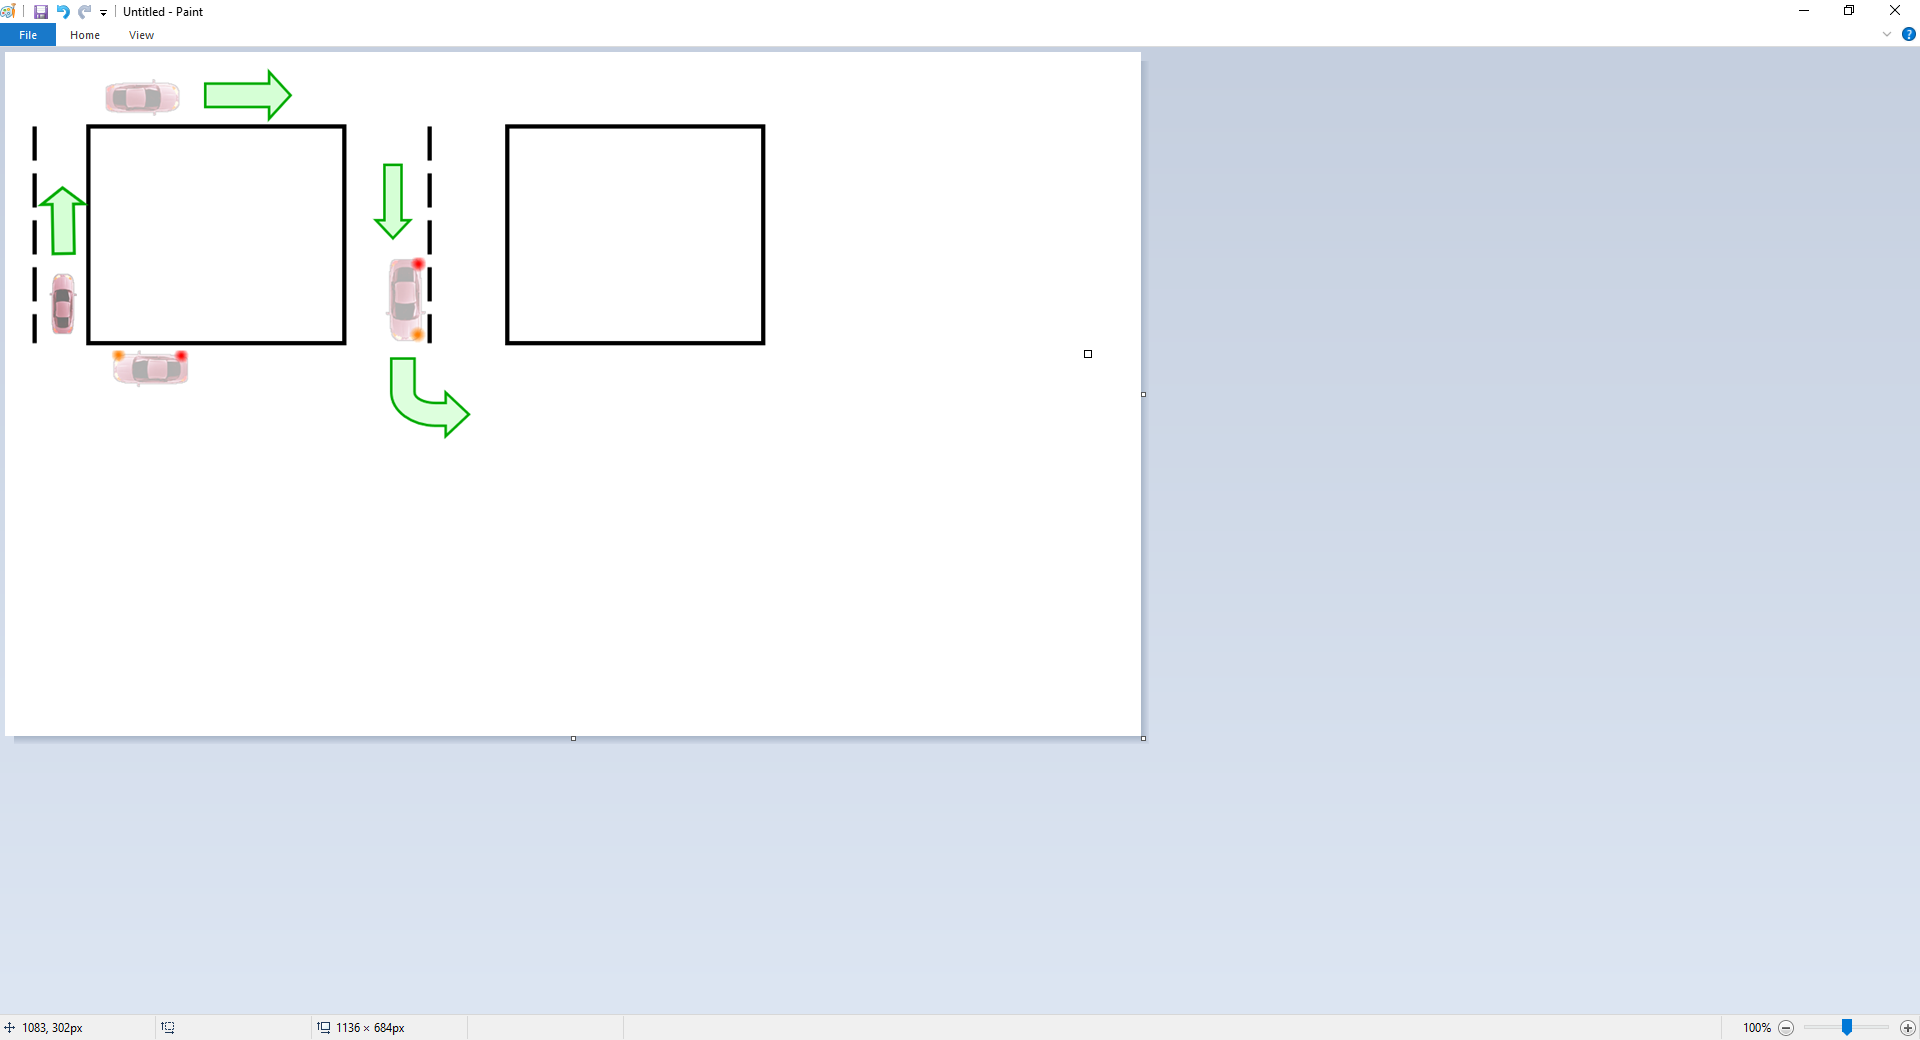 Untitled - Paint
File Home View
1083, 302px 1136 × 684px 100%